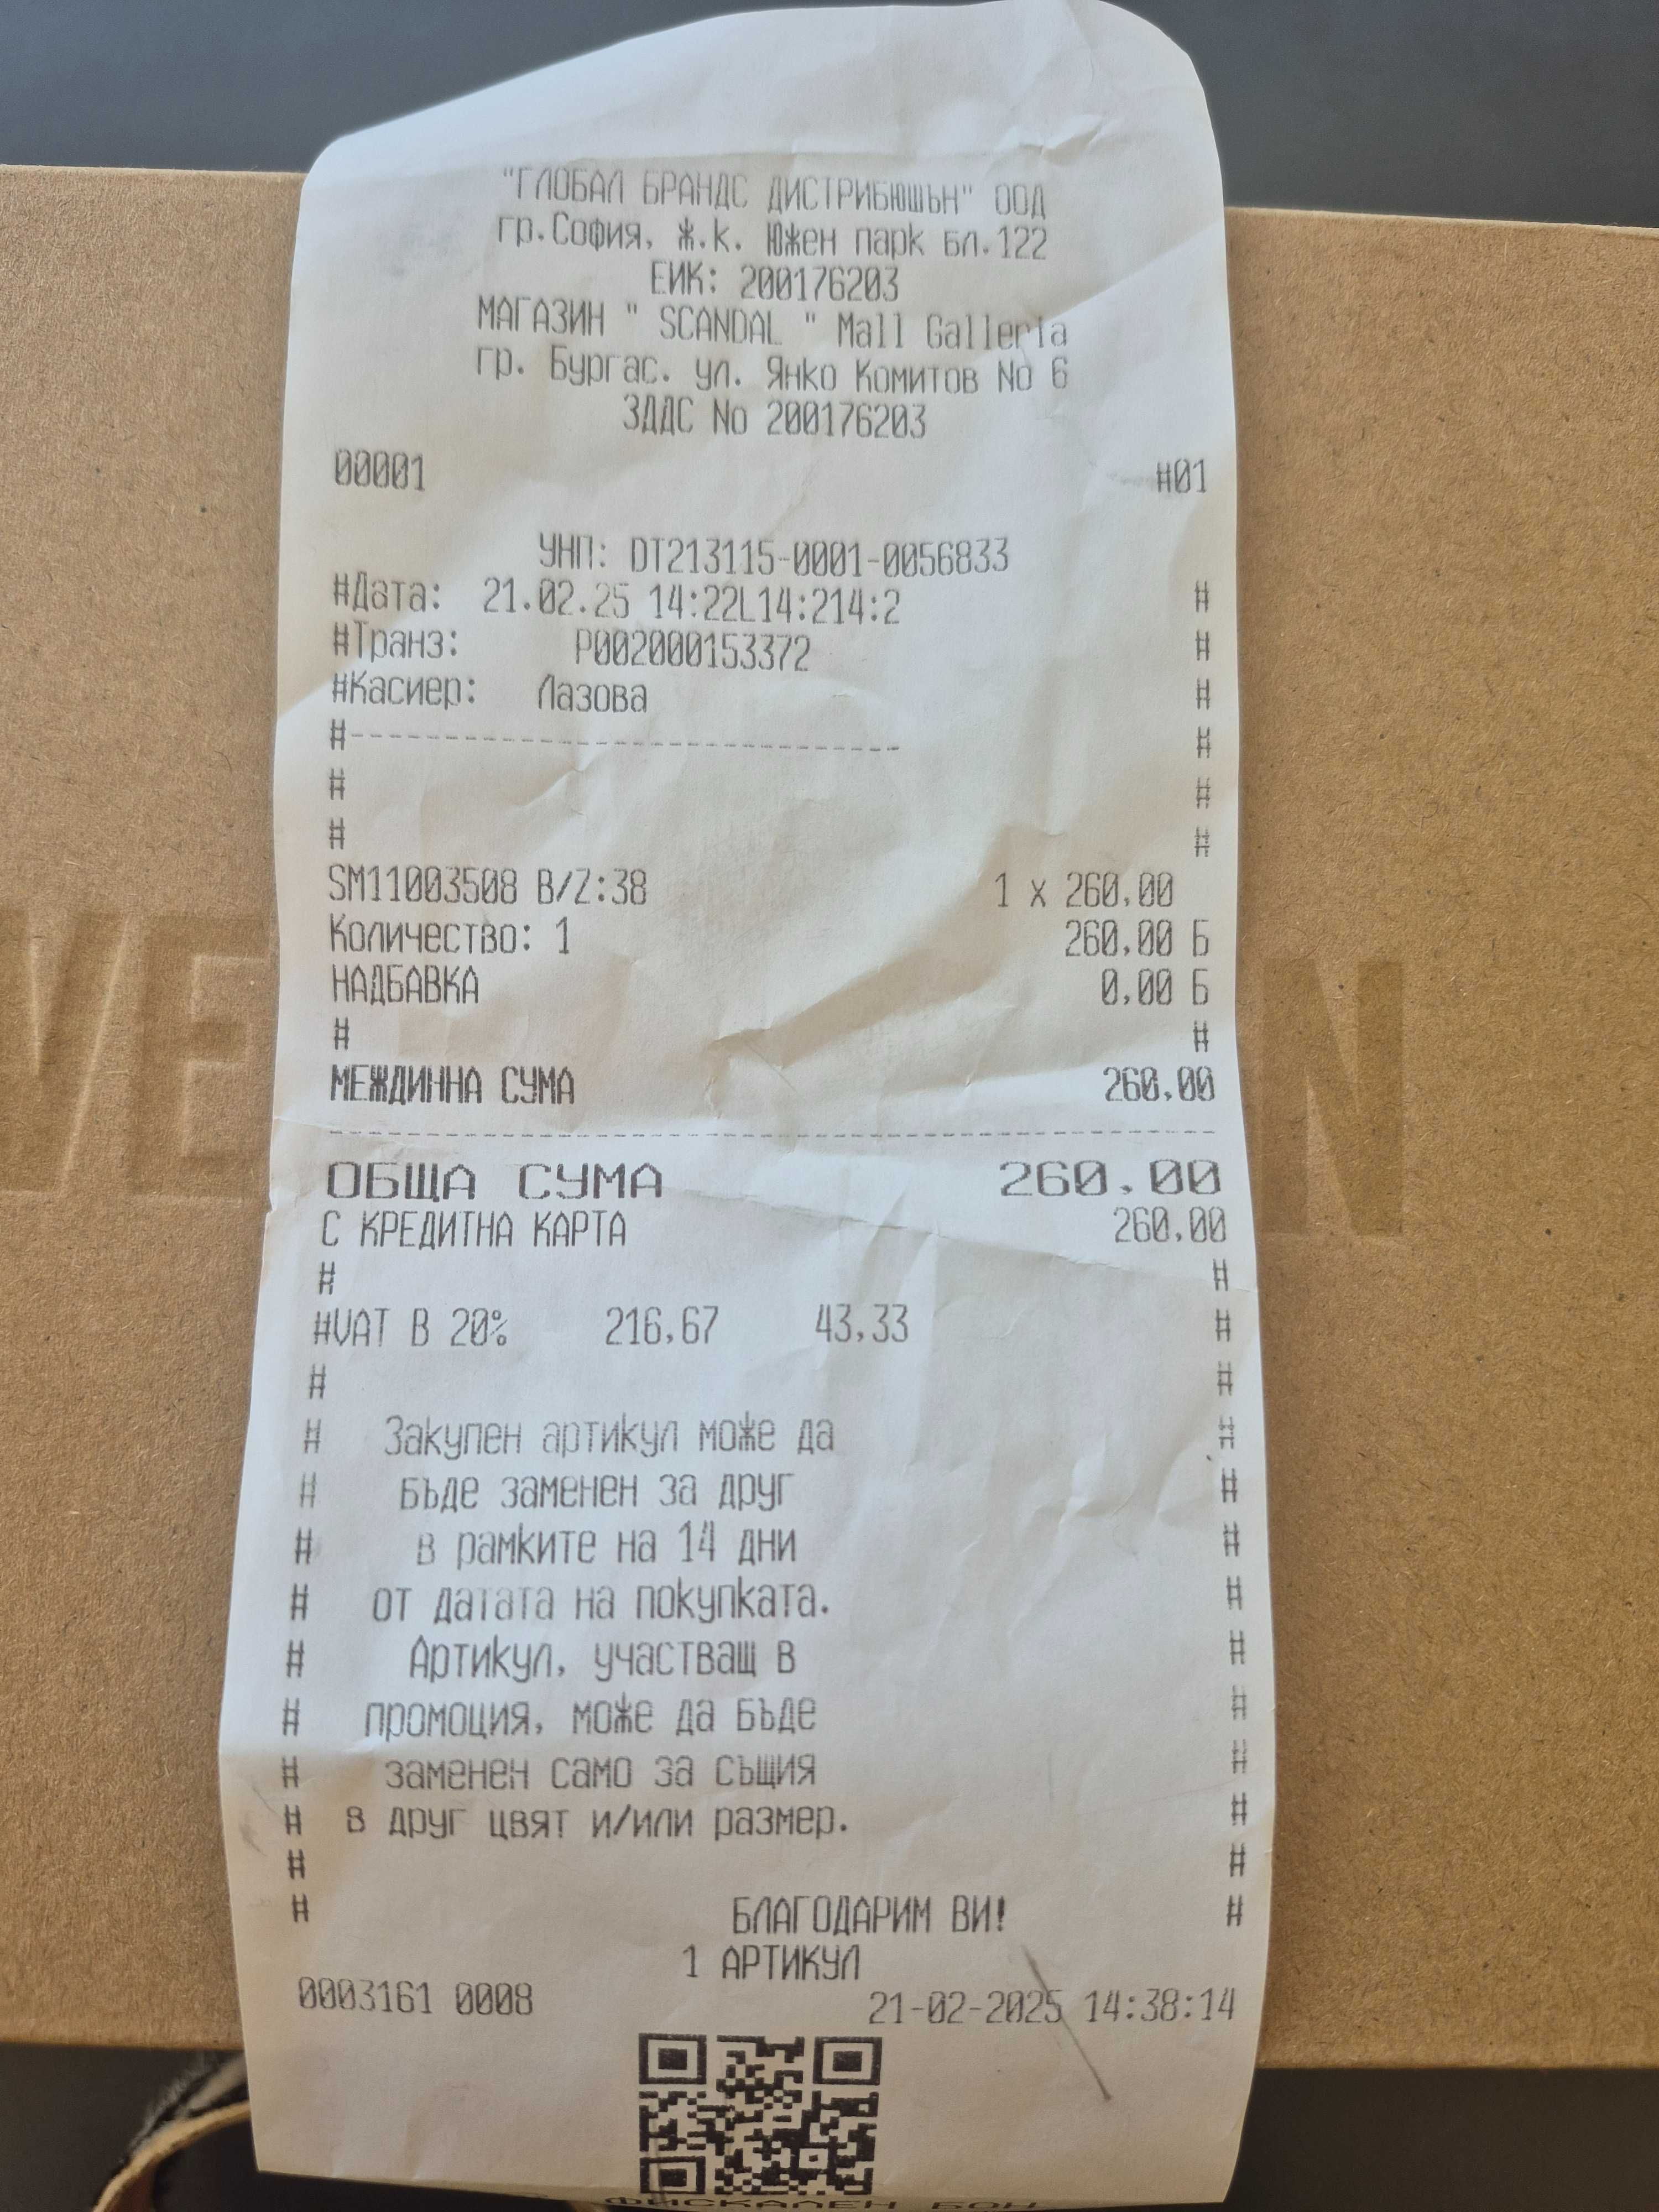 "ГЛОБАЛ БРАНДС ДИСТРИБЮШЪН" ООД
гр.София, ж.к. Южен парк бл.122
ЕИК: 200176203
МАГАЗИН " SCANDAL " Mall Galleria
гр. Бургас. ул. Янко Комитов No 6
ЗДДС No 200176203
00001 #01
УНП: DT213115-0001-0056833
#Дата: 21.02.25 14:22L14:214:2 #
#Транз: P002000153372 #
#Касиер: Лазова #
#------------------------------ #
# #
# #
SM11003508 B/Z:38 1 x 260,00
Количество: 1 260,00 Б
НАДБАВКА 0,00 Б
# #
МЕЖДИННА СУМА 260,00
ОБЩА СУМА 260.00
С КРЕДИТНА КАРТА 260,00
# #
#VAT B 20% 216,67 43,33 #
# #
# Закупен артикул може да #
# бъде заменен за друг #
# в рамките на 14 дни #
# от датата на покупката. #
# Артикул, участващ в #
# промоция, може да бъде #
# заменен само за същия #
# в друг цвят и/или размер. #
# #
# БЛАГОДАРИМ ВИ! #
1 АРТИКУЛ
0003161 0008 21-02-2025 14:38:14
ФИСКАЛЕН БОН
VE
N